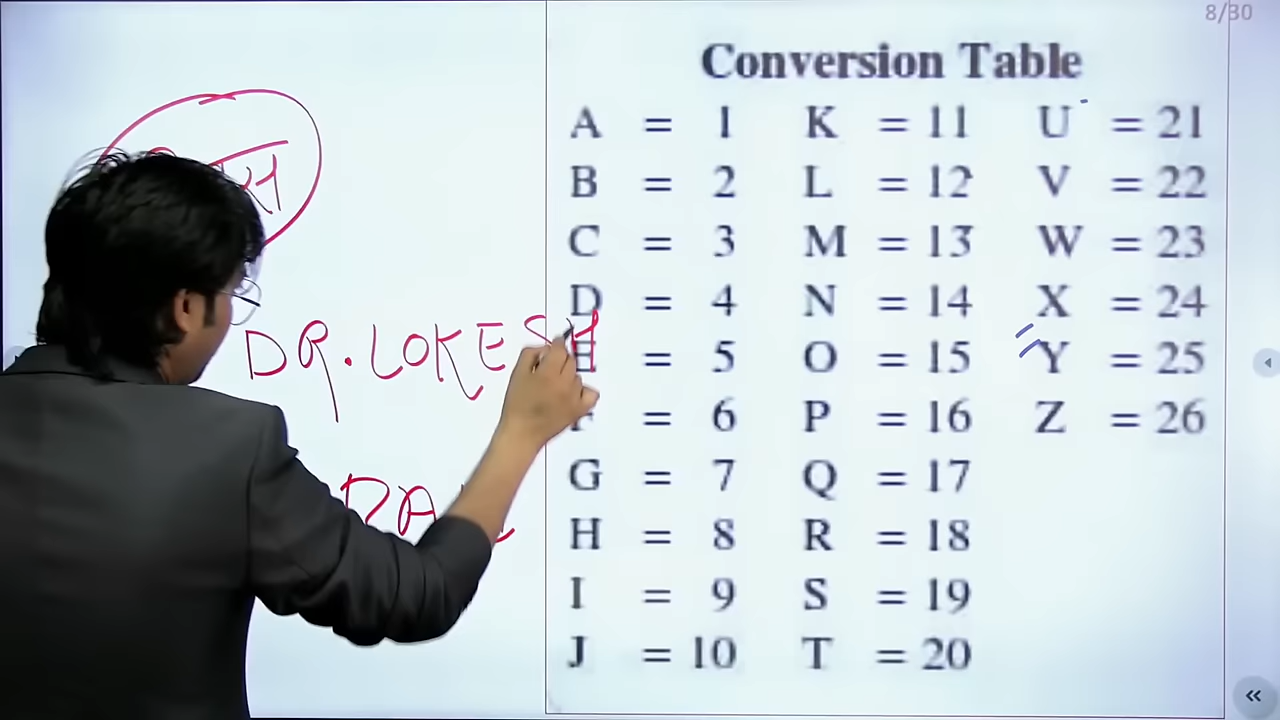 8/30
Conversion Table
A = 1 K = 11 U = 21
B = 2 L = 12 V = 22
C = 3 M = 13 W = 23
D = 4 N = 14 X = 24
E = 5 O = 15 Y = 25
F = 6 P = 16 Z = 26
G = 7 Q = 17
H = 8 R = 18
I = 9 S = 19
J = 10 T = 20
DR. LOKESH